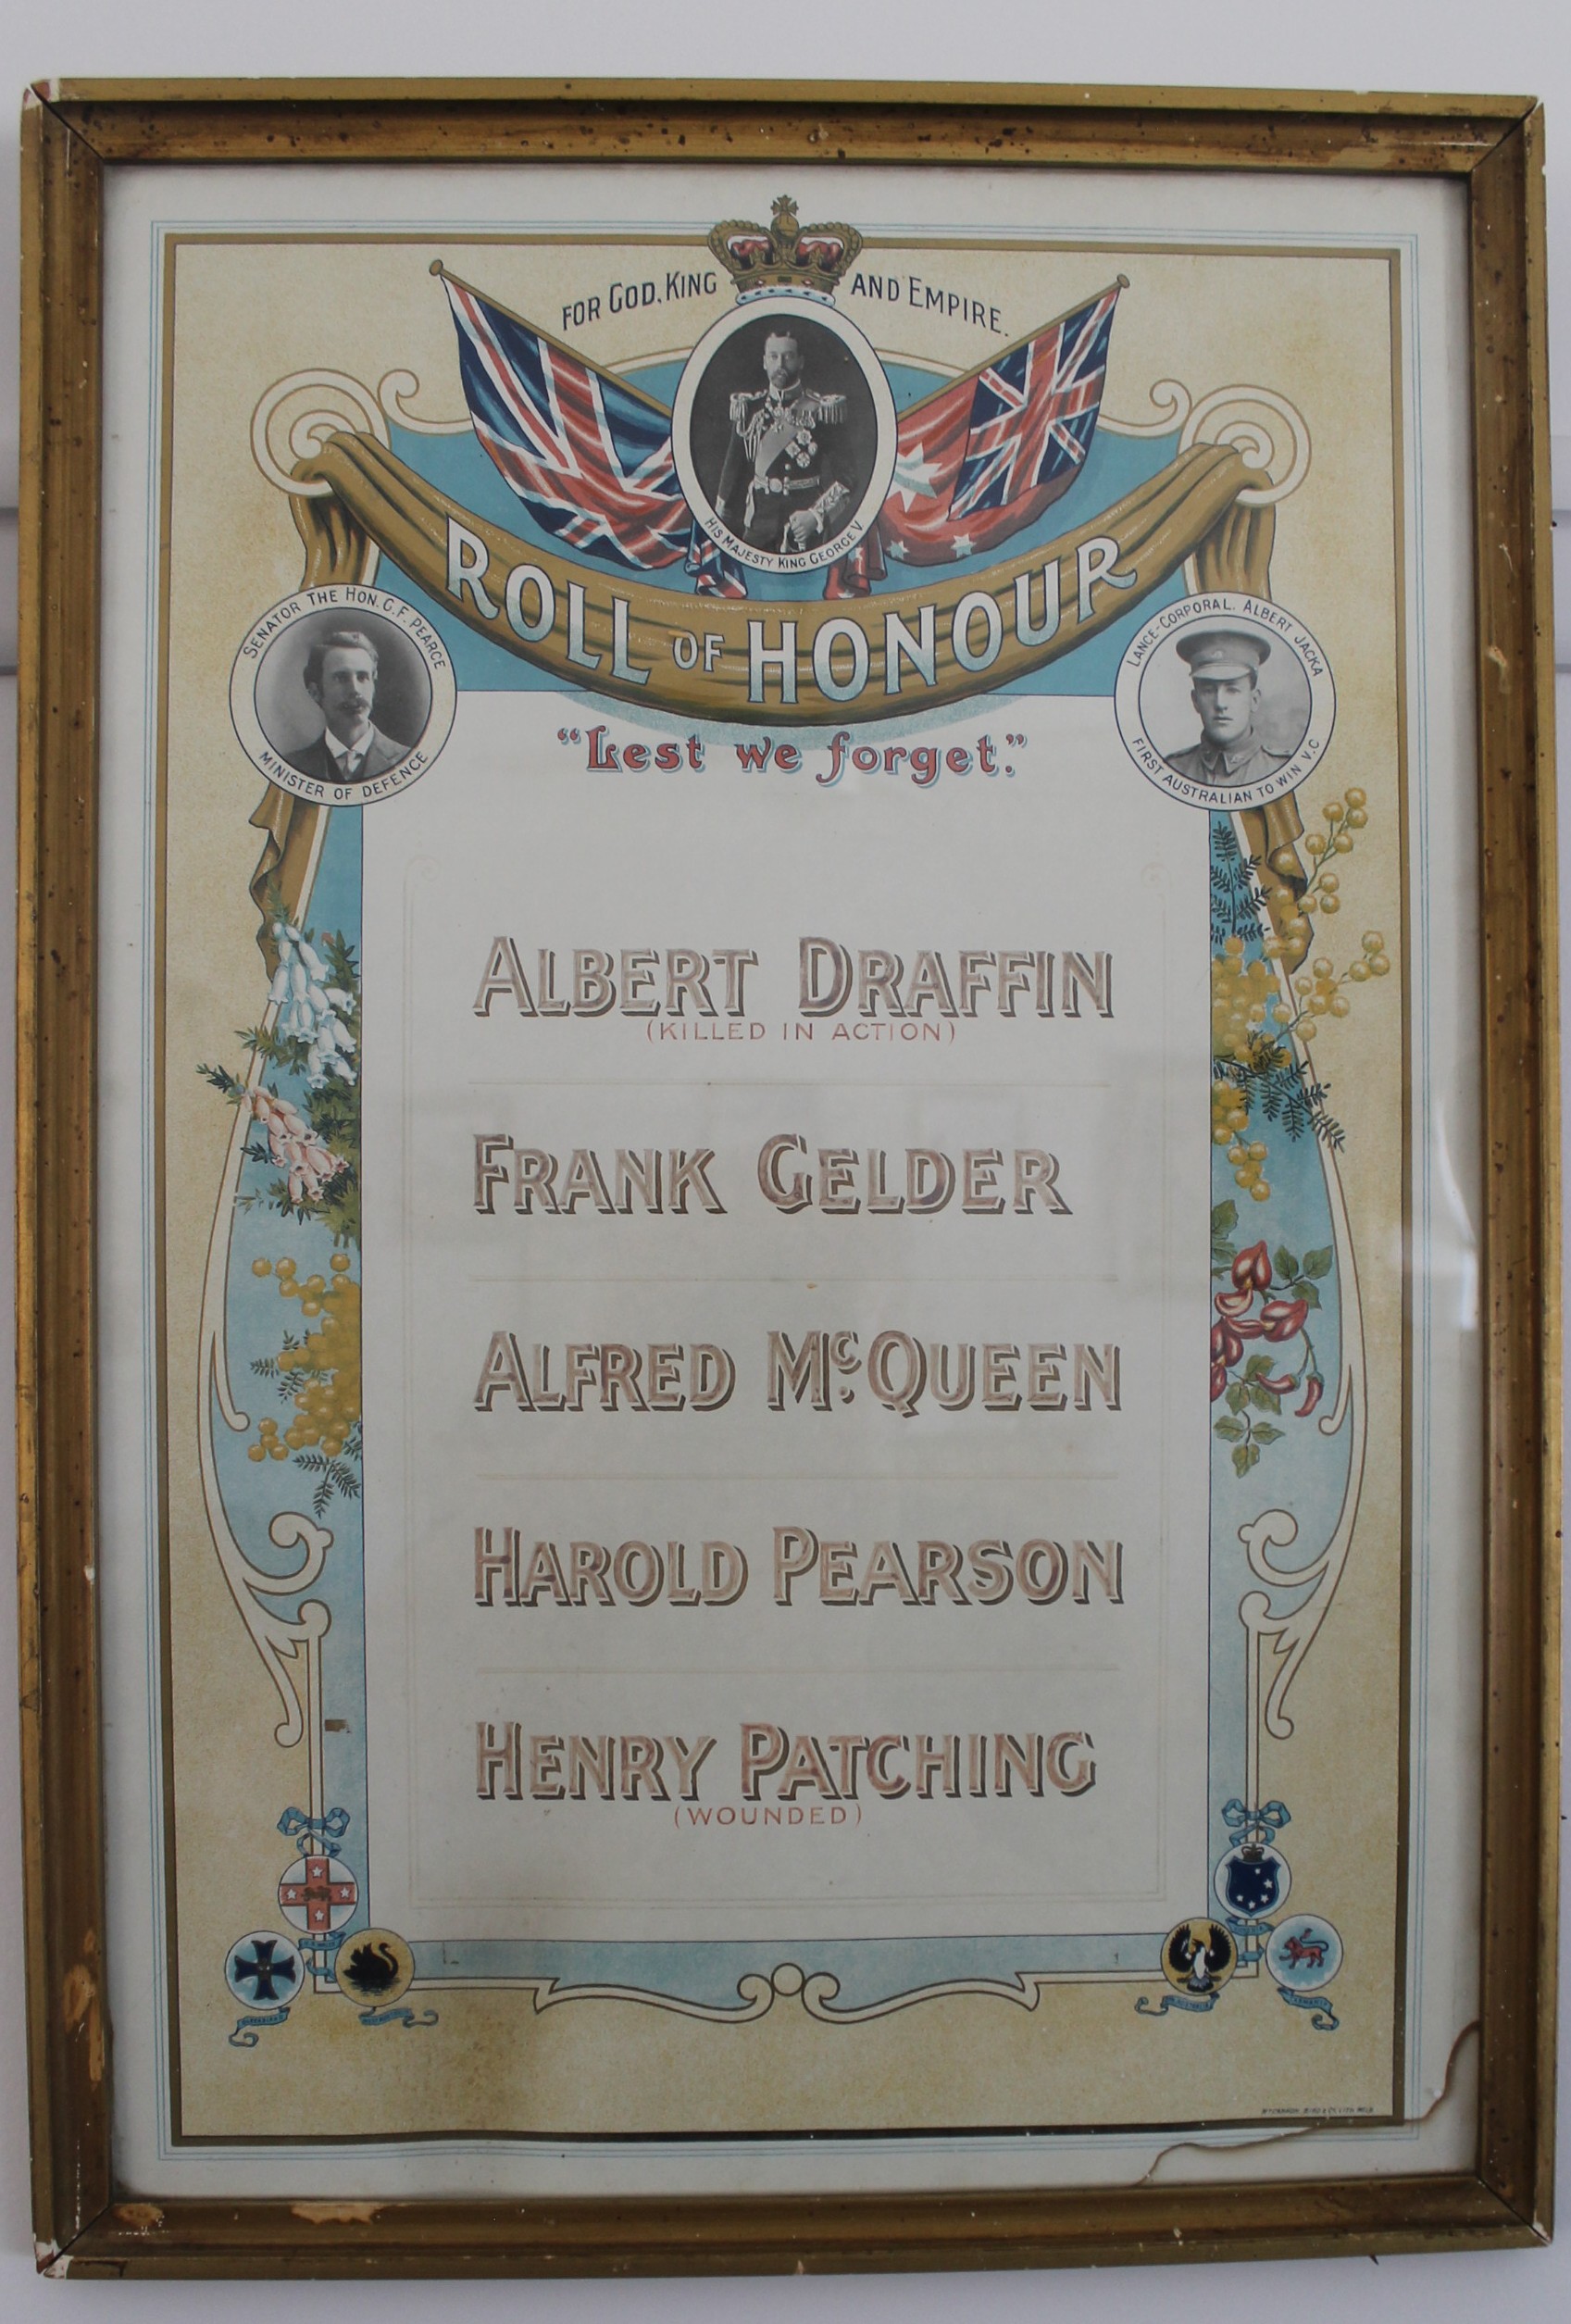 FOR GOD, KING AND EMPIRE.
HIS MAJESTY KING GEORGE V
ROLL OF HONOUR
SENATOR THE HON. G. F. PEARCE
MINISTER OF DEFENCE
LANCE-CORPORAL. ALBERT JACKA
FIRST AUSTRALIAN TO WIN V.C
"Lest we forget."
ALBERT DRAFFIN
(KILLED IN ACTION)
FRANK GELDER
ALFRED McQUEEN
HAROLD PEARSON
HENRY PATCHING
(WOUNDED)